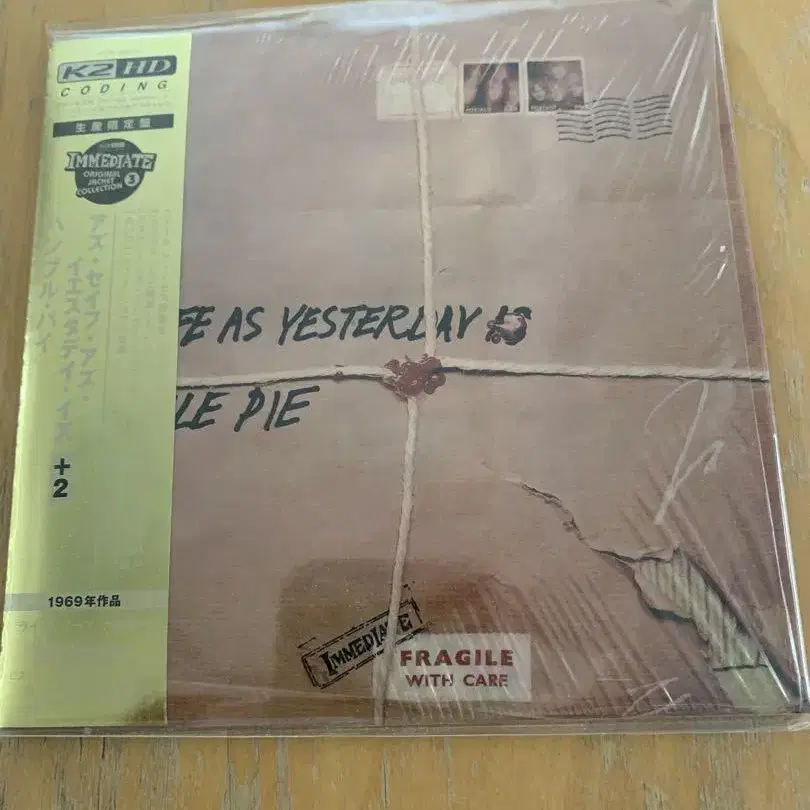 K2 HD
CODING
生産限定盤
IMMEDIATE
ORIGINAL
JACKET
COLLECTION 3
アズ・セイフ・アズ・
イエスタデイ・イズ +2
ハンブル・パイ
1969年作品
FE AS YESTERDAY IS
LE PIE
IMMEDIATE
FRAGILE
WITH CARE